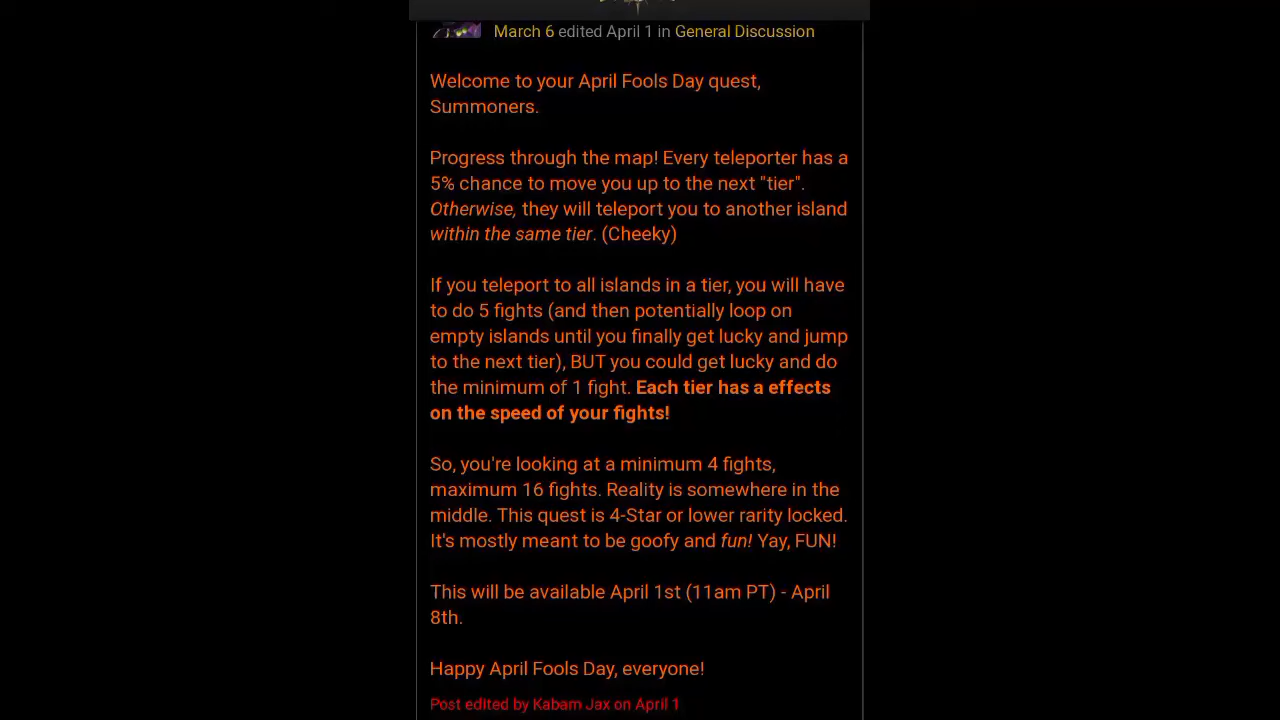 March 6 edited April 1 in General Discussion
Welcome to your April Fools Day quest,
Summoners.
Progress through the map! Every teleporter has a
5% chance to move you up to the next "tier".
Otherwise, they will teleport you to another island
within the same tier. (Cheeky)
If you teleport to all islands in a tier, you will have
to do 5 fights (and then potentially loop on
empty islands until you finally get lucky and jump
to the next tier), BUT you could get lucky and do
the minimum of 1 fight. Each tier has a effects
on the speed of your fights!
So, you're looking at a minimum 4 fights,
maximum 16 fights. Reality is somewhere in the
middle. This quest is 4-Star or lower rarity locked.
It's mostly meant to be goofy and fun! Yay, FUN!
This will be available April 1st (11am PT) - April
8th.
Happy April Fools Day, everyone!
Post edited by Kabam Jax on April 1